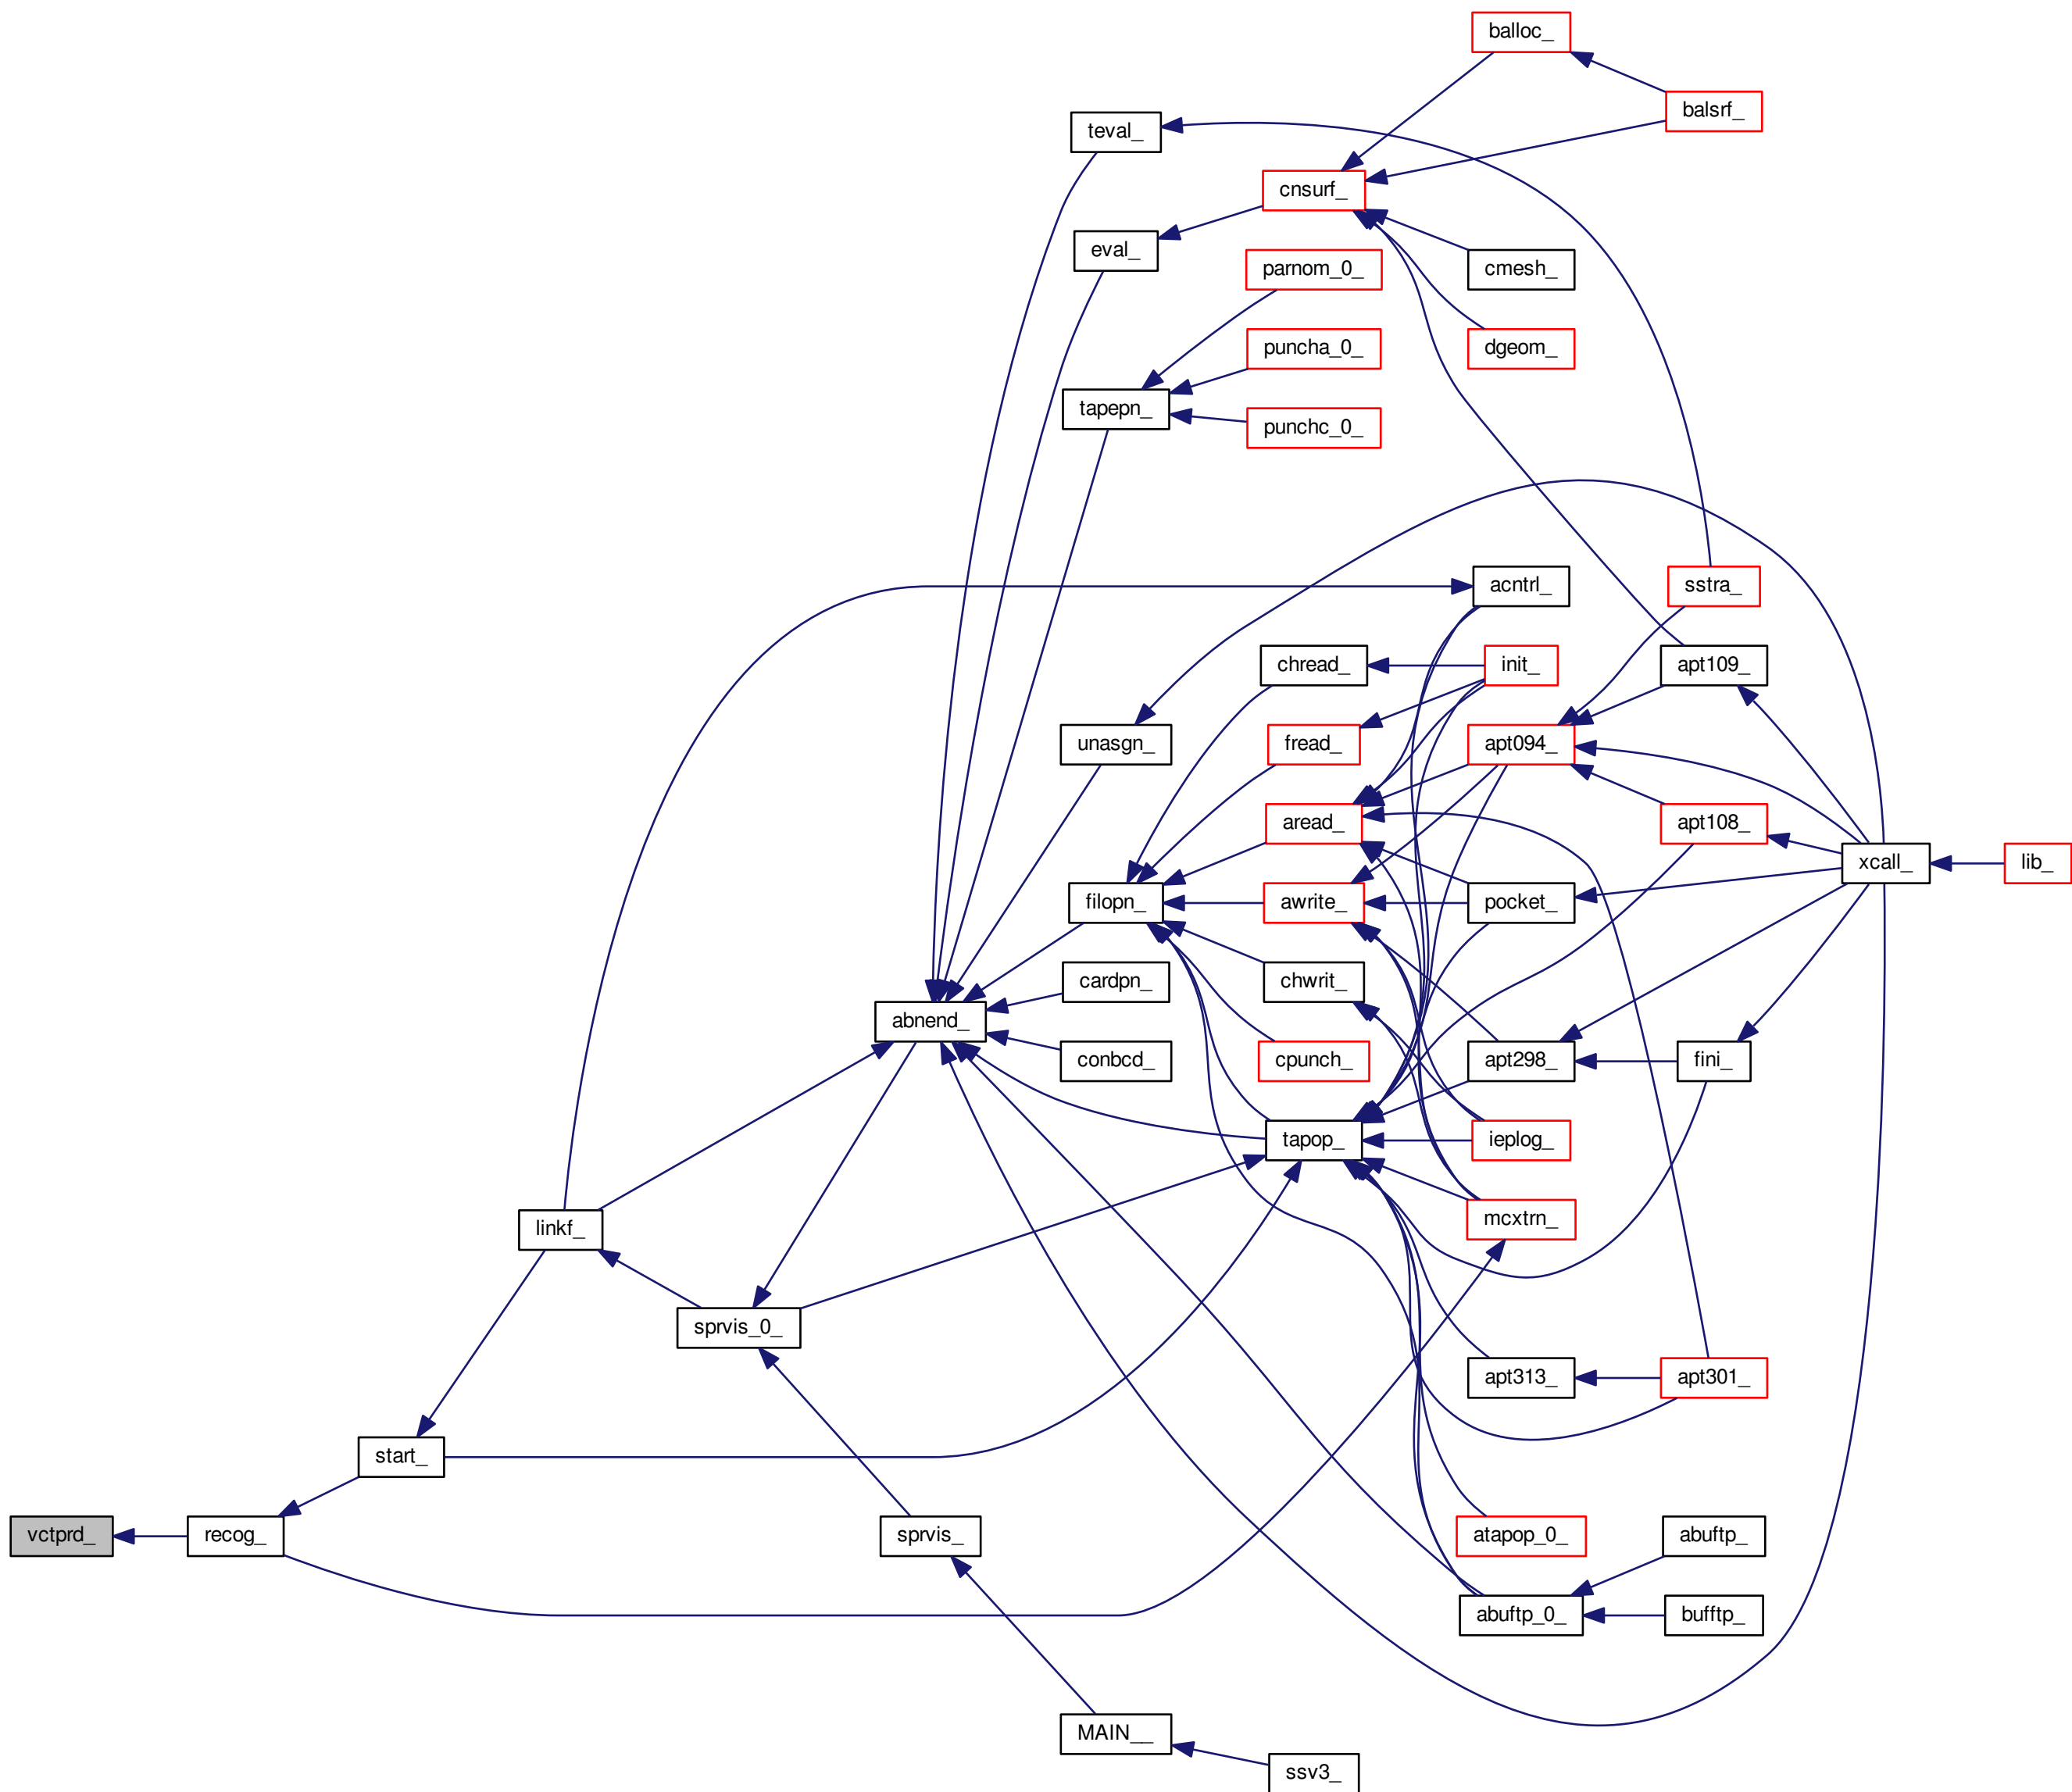 balloc_
balsrf_
teval_
cnsurf_
eval_
parnom_0_
cmesh_
puncha_0_
dgeom_
tapepn_
punchc_0_
acntrl_
sstra_
chread_
init_
apt109_
unasgn_
fread_
apt094_
aread_
apt108_
xcall_
lib_
filopn_
awrite_
pocket_
cardpn_
chwrit_
abnend_
conbcd_
cpunch_
apt298_
fini_
tapop_
ieplog_
linkf_
mcxtrn_
sprvis_0_
apt313_
apt301_
start_
vctprd_
recog_
sprvis_
atapop_0_
abuftp_
abuftp_0_
bufftp_
MAIN__
ssv3_